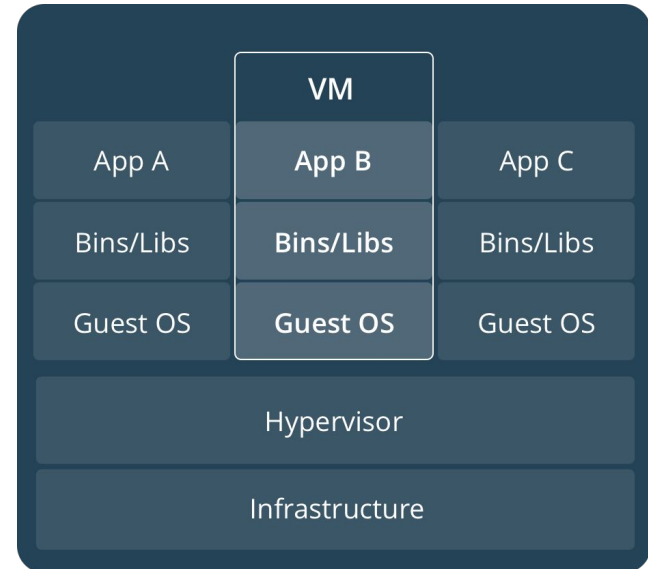 VM
App A
App B
App C
Bins/Libs
Bins/Libs
Bins/Libs
Guest OS
Guest OS
Guest OS
Hypervisor
Infrastructure